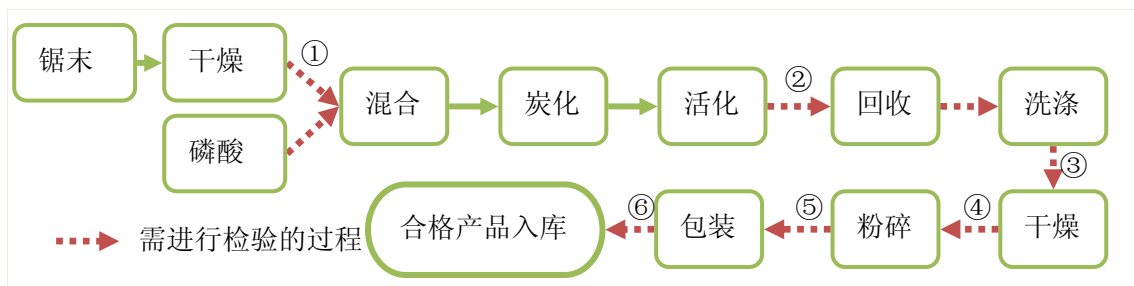 锯末
干燥
①
磷酸
混合
炭化
活化
②
回收
洗涤
③
干燥
④
粉碎
⑤
包装
⑥
合格产品入库
需进行检验的过程